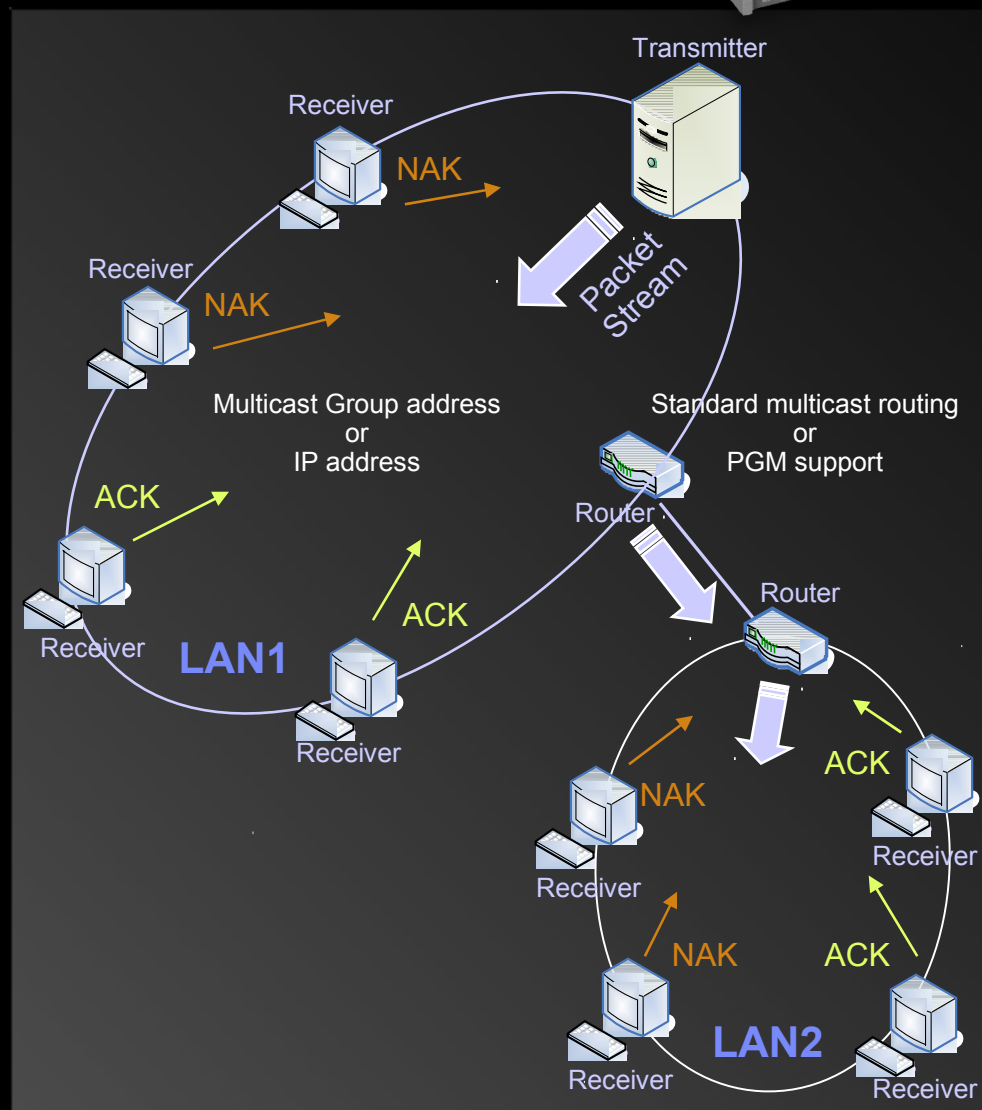 Transmitter
Receiver
NAK
Packet
Stream
Receiver
NAK
Multicast Group address
or
IP address
Standard multicast routing
or
PGM support
ACK
Router
Router
ACK
Receiver
LAN1
Receiver
ACK
NAK
Receiver
Receiver
NAK
ACK
LAN2
Receiver
Receiver